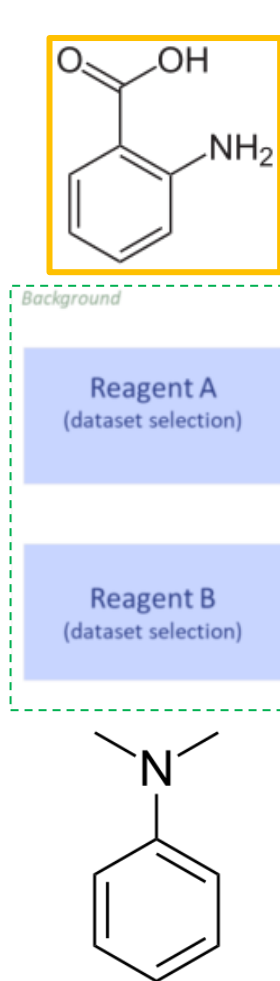 O
OH
NH2
Background
Reagent A
(dataset selection)
Reagent B
(dataset selection)
N